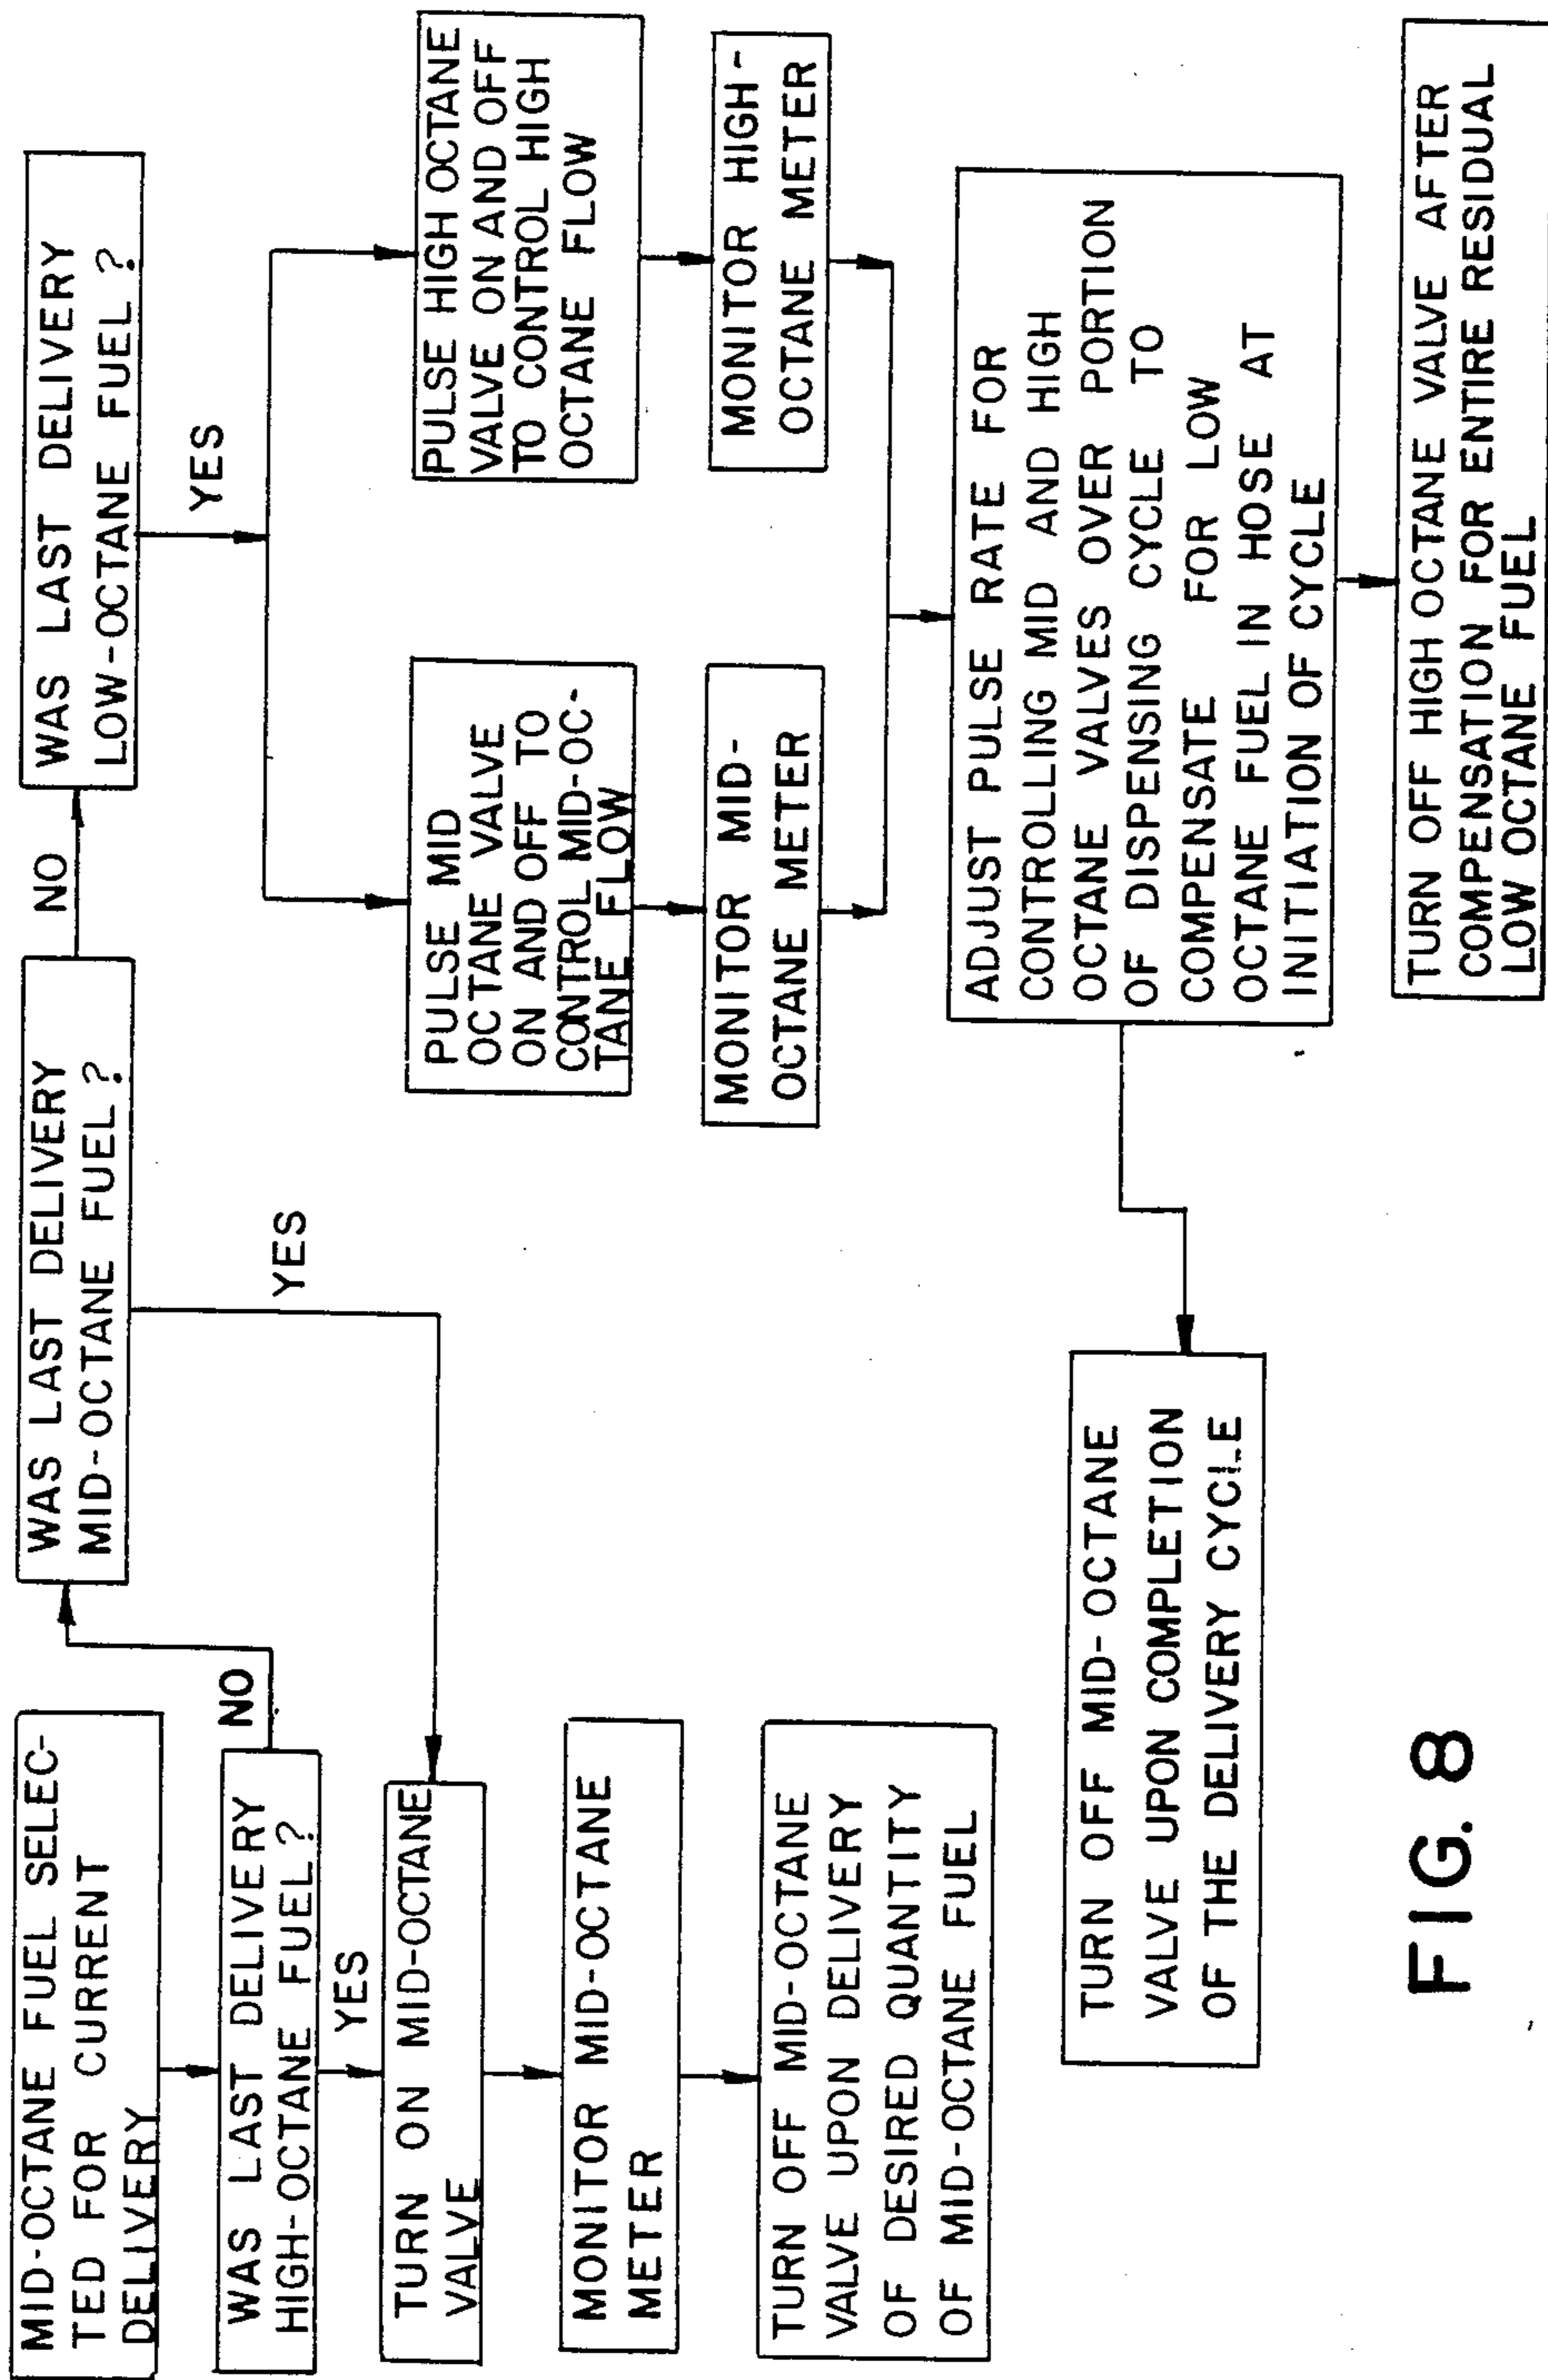 MID-OCTANE FUEL SELEC-
TED FOR CURRENT
DELIVERY
WAS LAST DELIVERY
HIGH-OCTANE FUEL?
NO
YES
TURN ON MID-OCTANE
VALVE
MONITOR MID-OCTANE
METER
TURN OFF MID-OCTANE
VALVE UPON DELIVERY
OF DESIRED QUANTITY
OF MID-OCTANE FUEL
WAS LAST DELIVERY
MID-OCTANE FUEL?
NO
YES
WAS LAST DELIVERY
LOW-OCTANE FUEL?
YES
PULSE MID
OCTANE VALVE
ON AND OFF TO
CONTROL MID-OC-
TANE FLOW
MONITOR MID-
OCTANE METER
PULSE HIGH OCTANE
VALVE ON AND OFF
TO CONTROL HIGH
OCTANE FLOW
MONITOR HIGH-
OCTANE METER
ADJUST PULSE RATE FOR
CONTROLLING MID AND HIGH
OCTANE VALVES OVER PORTION
OF DISPENSING CYCLE TO
COMPENSATE FOR LOW
OCTANE FUEL IN HOSE AT
INITIATION OF CYCLE
TURN OFF MID-OCTANE
VALVE UPON COMPLETION
OF THE DELIVERY CYCLE
TURN OFF HIGH OCTANE VALVE AFTER
COMPENSATION FOR ENTIRE RESIDUAL
LOW OCTANE FUEL
FIG. 8